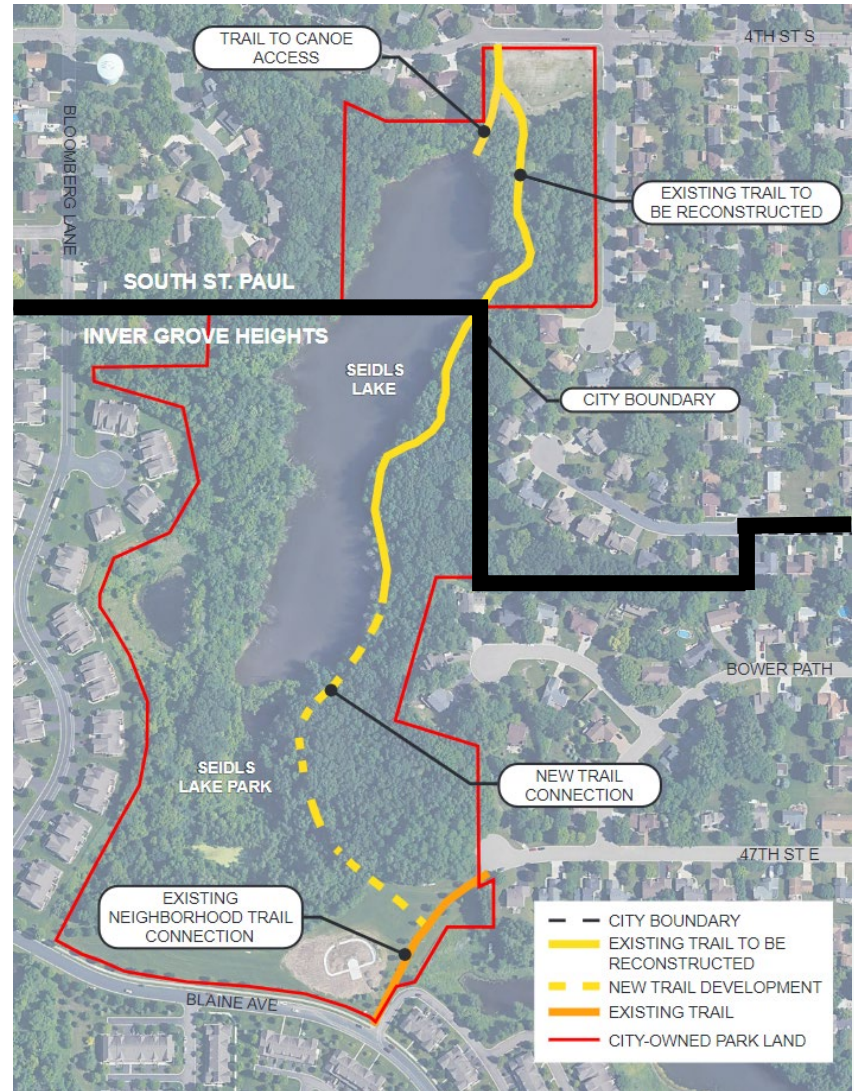 TRAIL TO CANOE
ACCESS
4TH ST S
BLOOMBERG LANE
EXISTING TRAIL TO
BE RECONSTRUCTED
SOUTH ST. PAUL
INVER GROVE HEIGHTS
SEIDLS
LAKE
CITY BOUNDARY
BOWER PATH
SEIDLS
LAKE PARK
NEW TRAIL
CONNECTION
47TH ST E
EXISTING
NEIGHBORHOOD TRAIL
CONNECTION
BLAINE AVE
CITY BOUNDARY
EXISTING TRAIL TO BE
RECONSTRUCTED
NEW TRAIL DEVELOPMENT
EXISTING TRAIL
CITY-OWNED PARK LAND